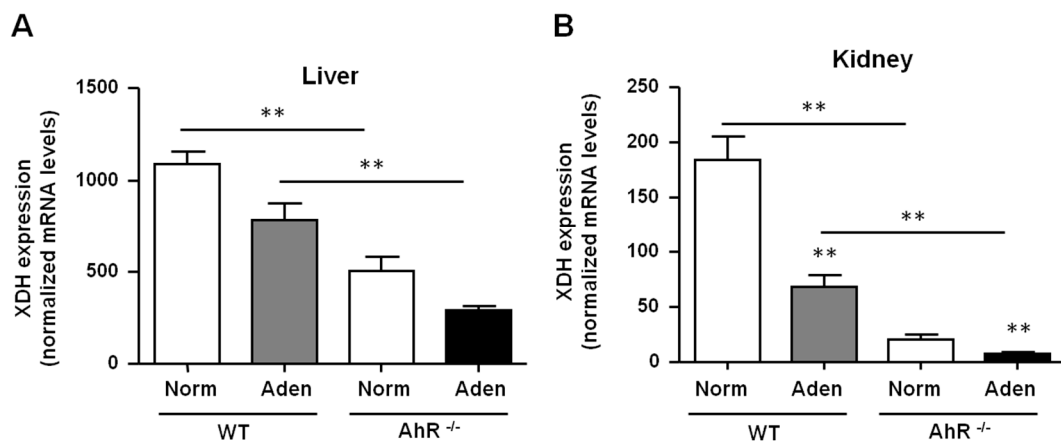 A
Liver
XDH expression
(normalized mRNA levels)
1500
1000
500
0
**
**
Norm Aden Norm Aden
WT AhR -/-
B
Kidney
XDH expression
(normalized mRNA levels)
250
200
150
100
50
0
**
**
**
**
Norm Aden Norm Aden
WT AhR -/-